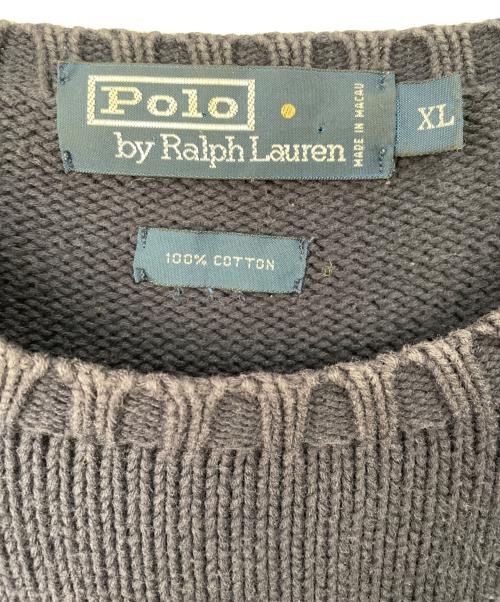 Polo
by Ralph Lauren
MADE IN MACAU
XL
100% COTTON